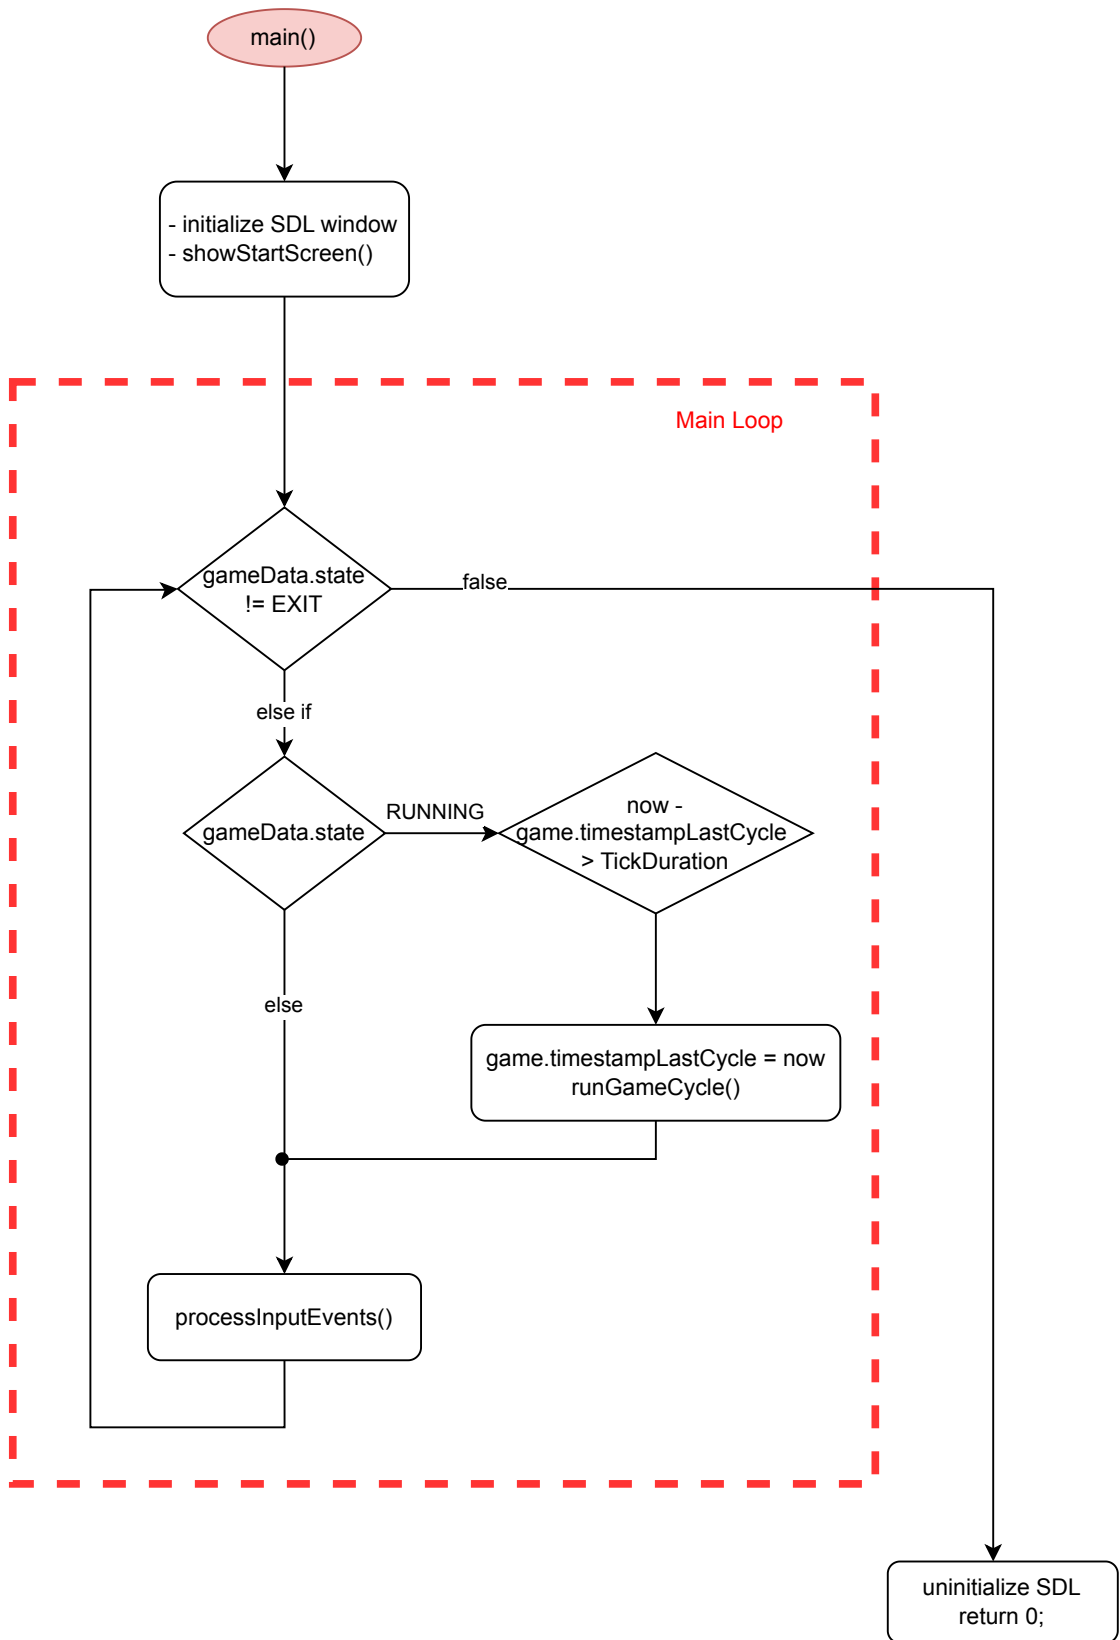 main()
- initialize SDL window
- showStartScreen()
Main Loop
gameData.state
!= EXIT
false
else if
gameData.state
RUNNING
now -
game.timestampLastCycle
> TickDuration
else
game.timestampLastCycle = now
runGameCycle()
processInputEvents()
uninitialize SDL
return 0;